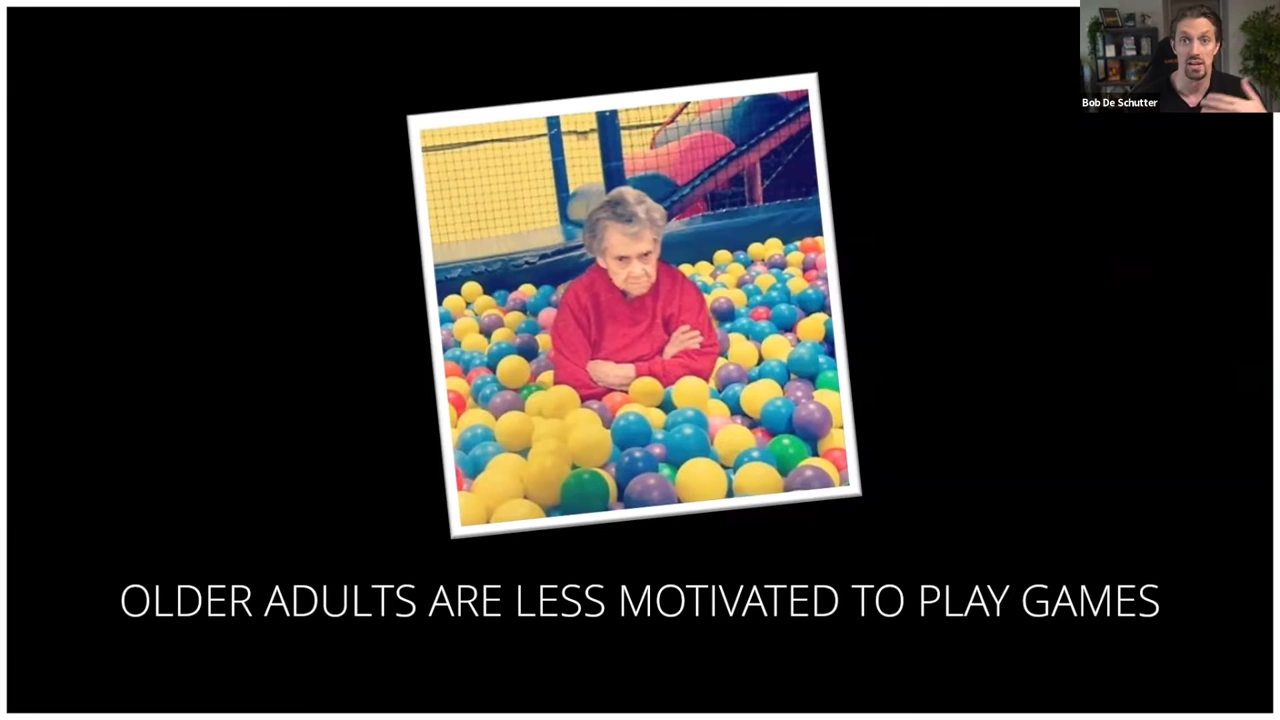 Bob De Schutter
OLDER ADULTS ARE LESS MOTIVATED TO PLAY GAMES